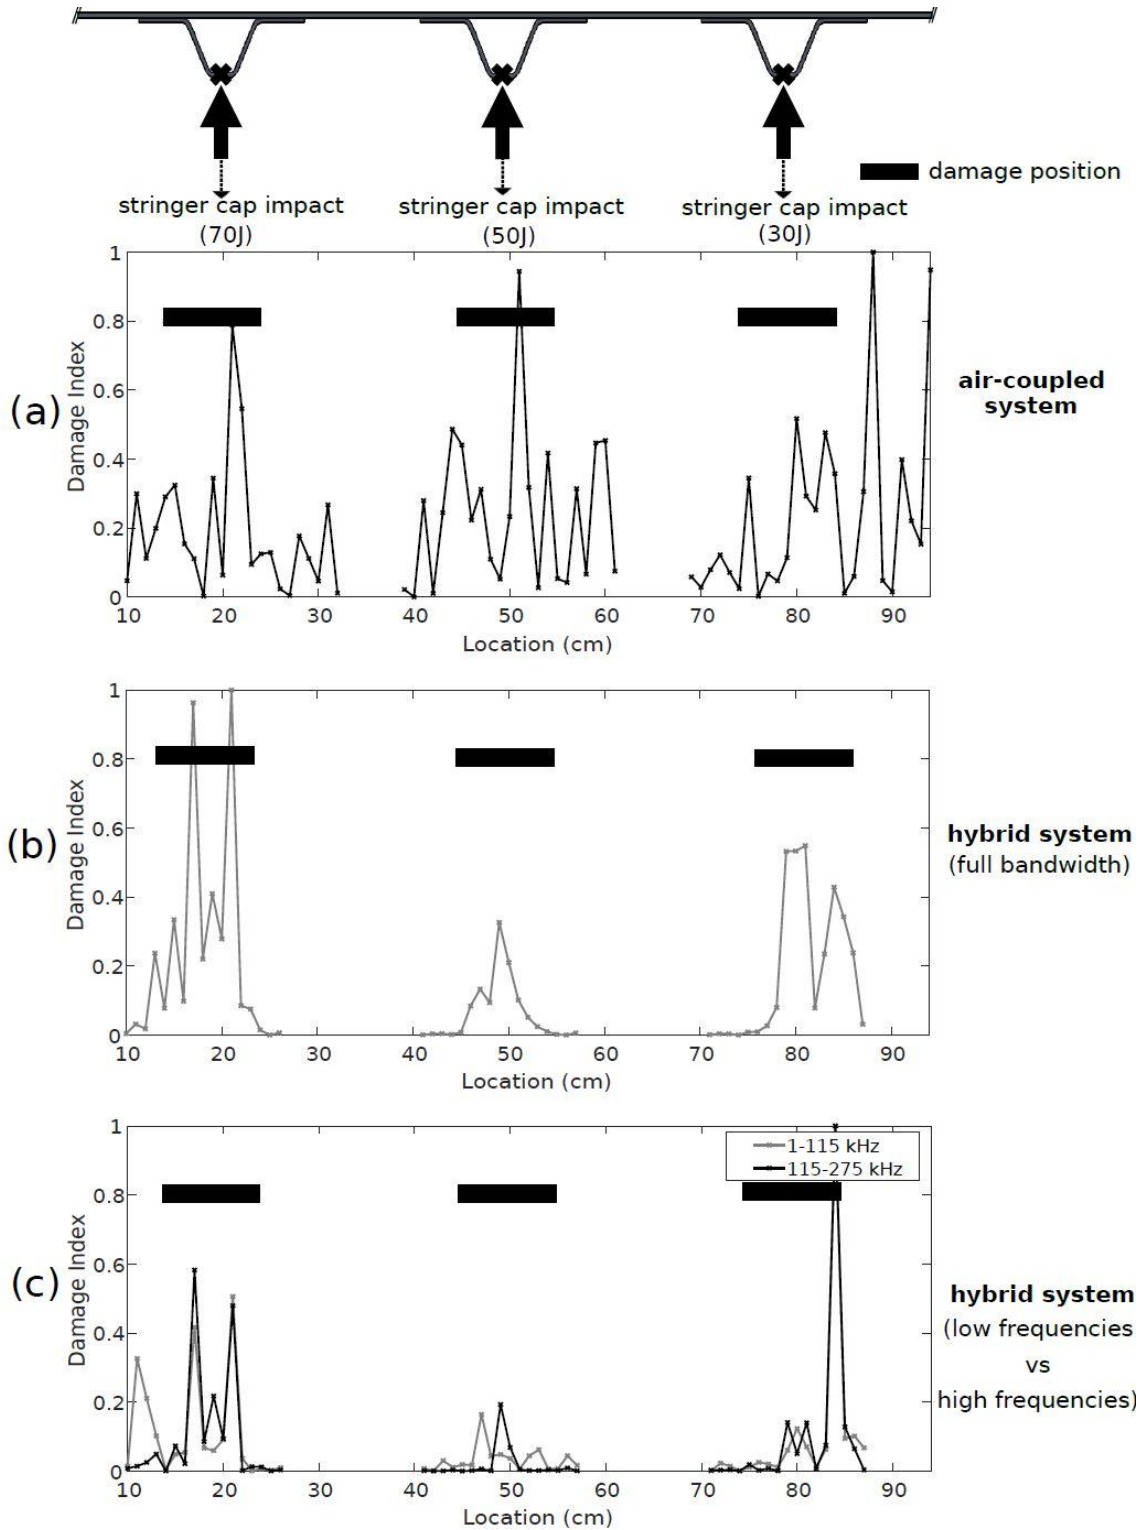 damage position
stringer cap impact
(70J)
stringer cap impact
(50J)
stringer cap impact
(30J)
(a)
Damage Index
1
0.8
0.6
0.4
0.2
0
10 20 30 40 50 60 70 80 90
Location (cm)
air-coupled
system
(b)
Damage Index
1
0.8
0.6
0.4
0.2
0
10 20 30 40 50 60 70 80 90
Location (cm)
hybrid system
(full bandwidth)
(c)
Damage Index
1
0.8
0.6
0.4
0.2
0
10 20 30 40 50 60 70 80 90
Location (cm)
1-115 kHz
115-275 kHz
hybrid system
(low frequencies
vs
high frequencies)